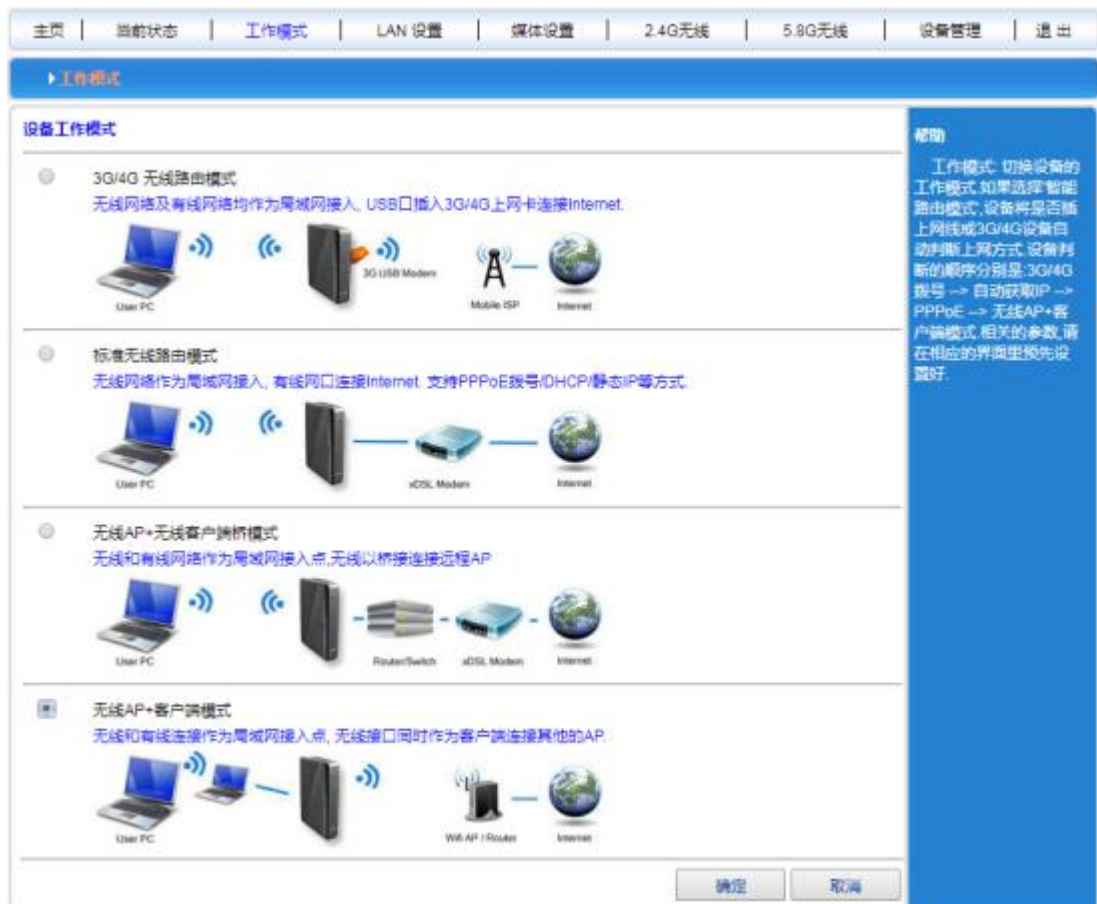 主页 | 当前状态 | 工作模式 | LAN 设置 | 媒体设置 | 2.4G无线 | 5.8G无线 | 设备管理 | 退 出
工作模式
设备工作模式
3G/4G 无线路由模式
无线网络及有线网络均作为局域网接入, USB口插入3G/4G上网卡连接Internet.
User PC
3G USB Modem
Mobile ISP
Internet
标准无线路由模式
无线网络作为局域网接入, 有线网口连接Internet. 支持PPPoE拨号/DHCP/静态IP等方式.
User PC
xDSL Modem
Internet
无线AP+无线客户端桥模式
无线和有线网络作为局域网接入点,无线以桥接连接远程AP
User PC
Router/Switch
xDSL Modem
Internet
无线AP+客户端模式
无线和有线连接作为局域网接入点, 无线接口同时作为客户端连接其他的AP.
User PC
Wifi AP / Router
Internet
确定
取消
帮助
工作模式: 切换设备的
工作模式.如果选择'智能
路由模式',设备将是否插
上网线或3G/4G设备自
动判断上网方式.设备判
断的顺序分别是:3G/4G
拨号 --> 自动获取IP -->
PPPoE --> 无线AP+客
户端模式.相关的参数,请
在相应的界面里预先设
置好.